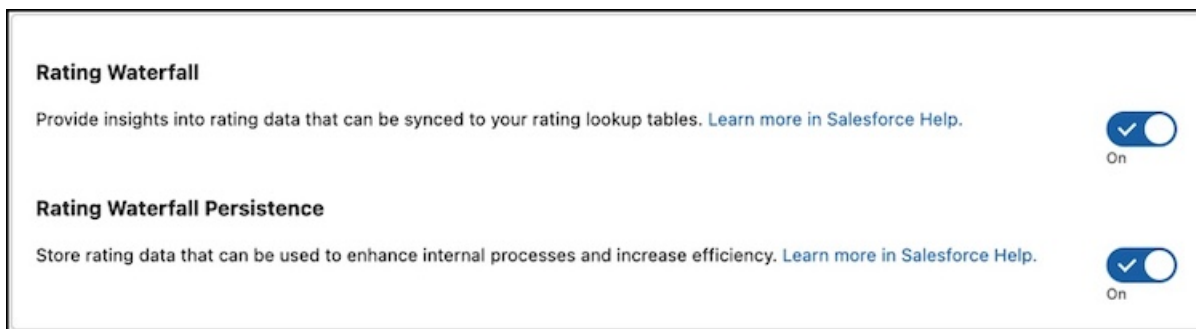 Rating Waterfall
Provide insights into rating data that can be synced to your rating lookup tables. Learn more in Salesforce Help.
On
Rating Waterfall Persistence
Store rating data that can be used to enhance internal processes and increase efficiency. Learn more in Salesforce Help.
On